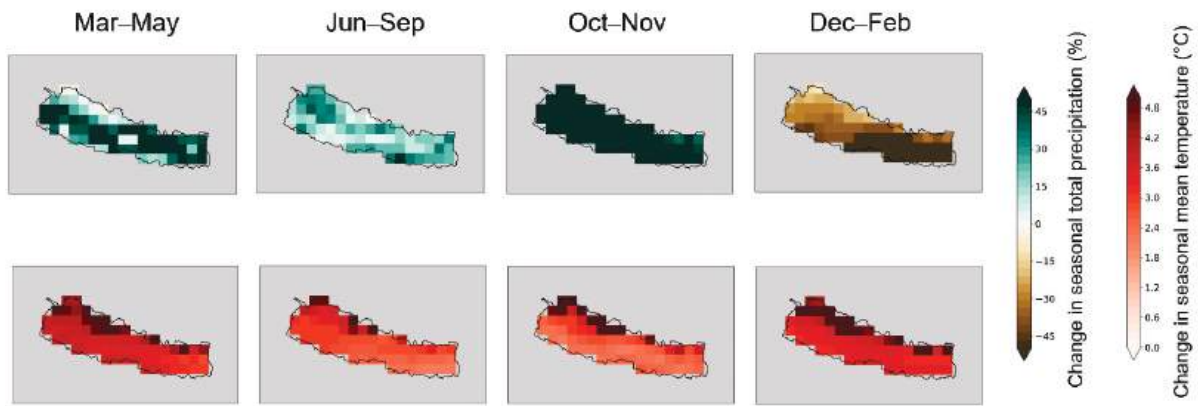 Mar–May
Jun–Sep
Oct–Nov
Dec–Feb
45
30
15
0
−15
−30
−45
Change in seasonal total precipitation (%)
4.8
4.2
3.6
3.0
2.4
1.8
1.2
0.6
0.0
Change in seasonal mean temperature (°C)